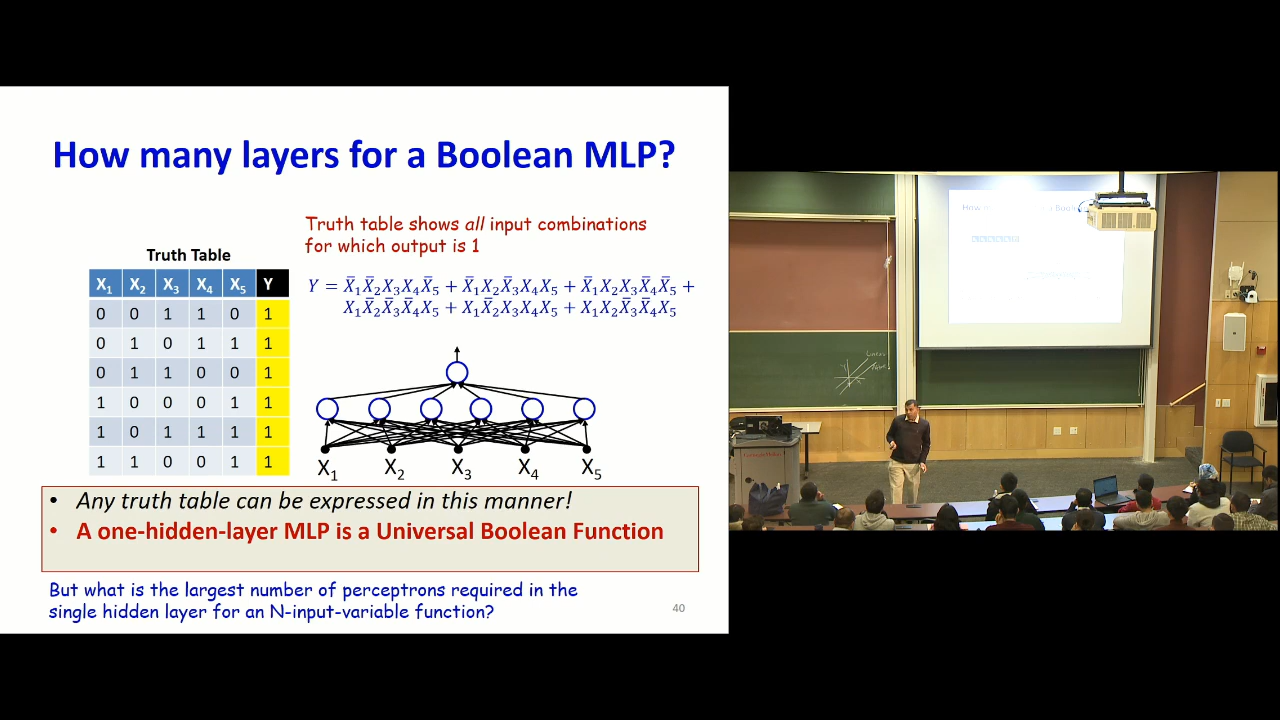 How many layers for a Boolean MLP?
Truth table shows all input combinations
for which output is 1
Truth Table
X₁ X₂ X₃ X₄ X₅ Y
0 0 1 1 0 1
0 1 0 1 1 1
0 1 1 0 0 1
1 0 0 0 1 1
1 0 1 1 1 1
1 1 0 0 1 1
Y = X̄₁X̄₂X₃X₄X̄₅ + X̄₁X₂X̄₃X₄X₅ + X̄₁X₂X₃X̄₄X̄₅ +
X₁X̄₂X̄₃X̄₄X₅ + X₁X̄₂X₃X₄X₅ + X₁X₂X̄₃X̄₄X₅
X₁ X₂ X₃ X₄ X₅
• Any truth table can be expressed in this manner!
• A one-hidden-layer MLP is a Universal Boolean Function
But what is the largest number of perceptrons required in the
single hidden layer for an N-input-variable function?
40